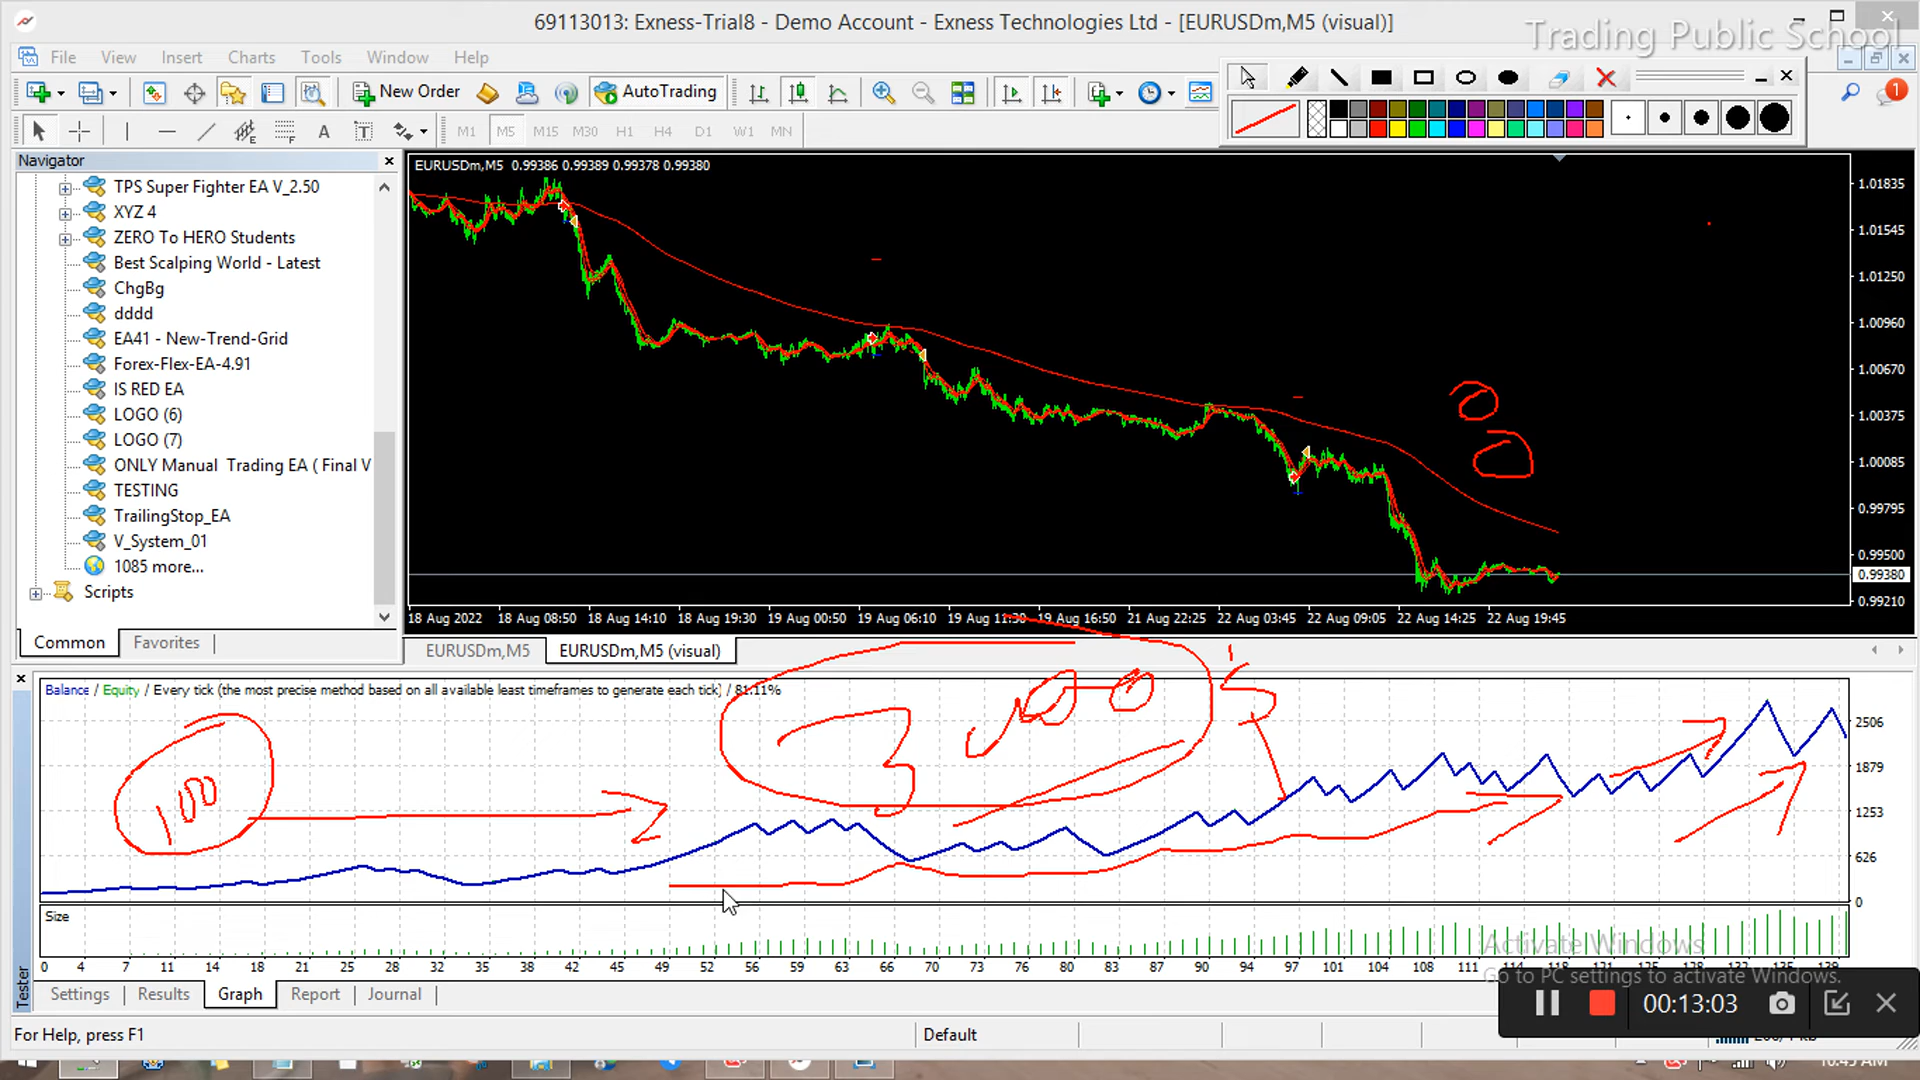 69113013: Exness-Trial8 - Demo Account - Exness Technologies Ltd - [EURUSDm,M5 (visual)]
Trading Public School
File View Insert Charts Tools Window Help
New Order AutoTrading
1
A T M1 M5 M15 M30 H1 H4 D1 W1 MN
Navigator
TPS Super Fighter EA V_2.50
XYZ 4
ZERO To HERO Students
Best Scalping World - Latest
ChgBg
dddd
EA41 - New-Trend-Grid
Forex-Flex-EA-4.91
IS RED EA
LOGO (6)
LOGO (7)
ONLY Manual Trading EA ( Final V
TESTING
TrailingStop_EA
V_System_01
1085 more...
Scripts
Common Favorites
EURUSDm,M5 0.99386 0.99389 0.99378 0.99380
1.01835
1.01545
1.01250
1.00960
1.00670
1.00375
1.00085
0.99795
0.99500
0.99380
0.99210
18 Aug 2022 18 Aug 08:50 18 Aug 14:10 18 Aug 19:30 19 Aug 00:50 19 Aug 06:10 19 Aug 11:30 19 Aug 16:50 21 Aug 22:25 22 Aug 03:45 22 Aug 09:05 22 Aug 14:25 22 Aug 19:45
EURUSDm,M5 EURUSDm,M5 (visual)
Balance / Equity / Every tick (the most precise method based on all available least timeframes to generate each tick) / 81.11%
100
2506
1879
1253
626
0
Size
0 4 7 11 14 18 21 25 28 32 35 38 42 45 49 52 56 59 63 66 70 73 76 80 83 87 90 94 97 101 104 108 111 114 118 121
Activate Windows
Go to PC settings to activate Windows.
Tester
Settings Results Graph Report Journal
00:13:03
For Help, press F1 Default